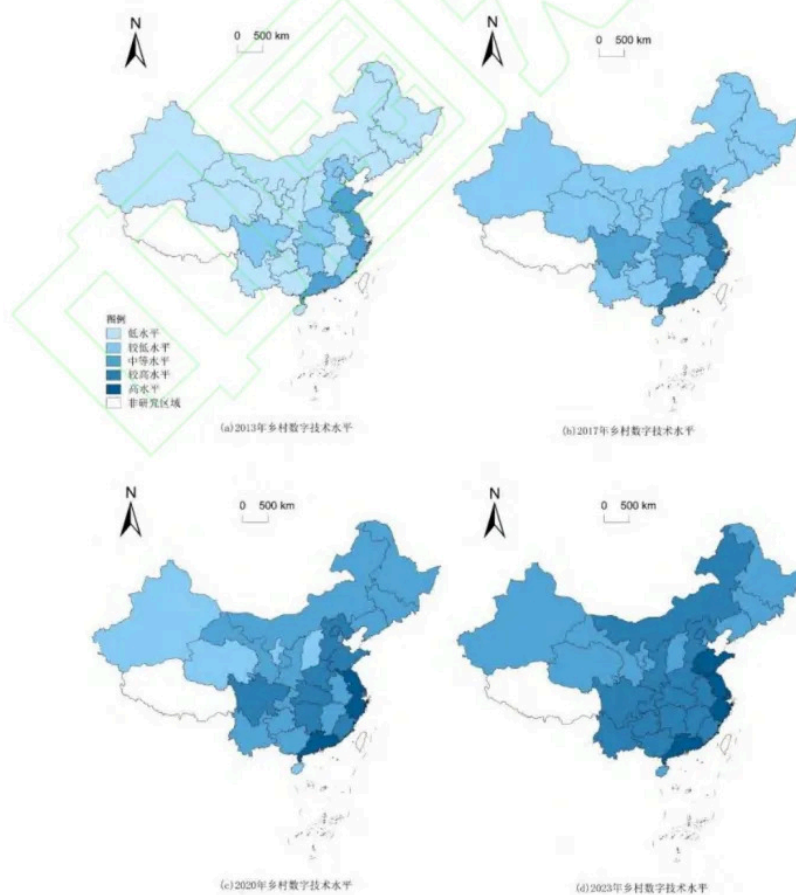 N
0 500 km
N
0 500 km
图例
低水平
较低水平
中等水平
较高水平
高水平
非研究区域
(a)2013年乡村数字技术水平
(b)2017年乡村数字技术水平
N
0 500 km
N
0 500 km
(c)2020年乡村数字技术水平
(d)2023年乡村数字技术水平